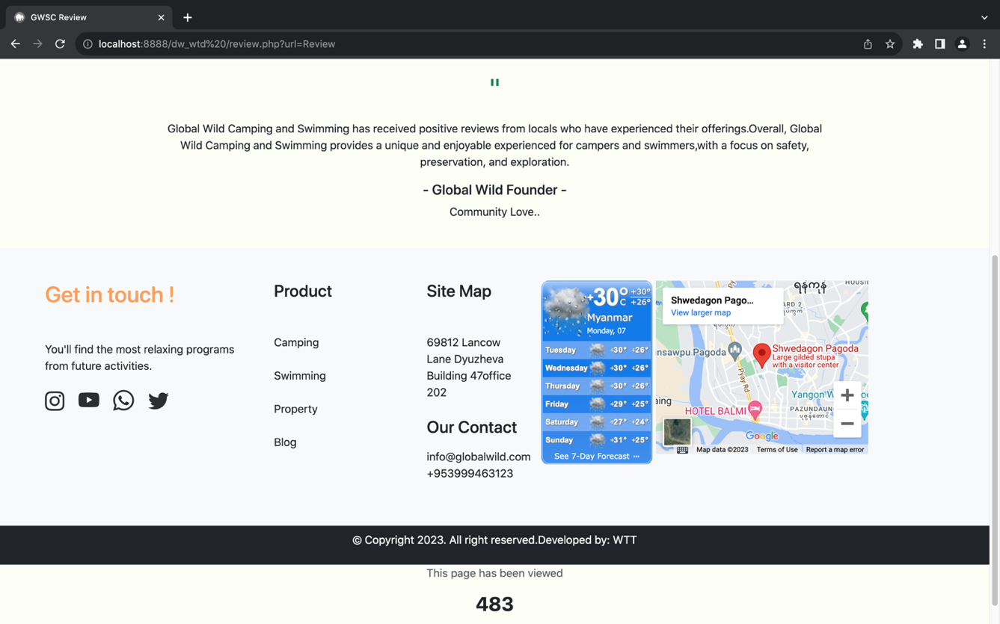 GWSC Review
localhost:8888/dw_wtd%20/review.php?url=Review
"
Global Wild Camping and Swimming has received positive reviews from locals who have experienced their offerings.Overall, Global
Wild Camping and Swimming provides a unique and enjoyable experienced for campers and swimmers,with a focus on safety,
preservation, and exploration.
- Global Wild Founder -
Community Love..
Get in touch !
You'll find the most relaxing programs
from future activities.
Product
Camping
Swimming
Property
Blog
Site Map
69812 Lancow
Lane Dyuzheva
Building 47office
202
Our Contact
info@globalwild.com
+953999463123
+30°C +30° +26°
Myanmar
Monday, 07
Tuesday +30° +26°
Wednesday +30° +26°
Thursday +30° +26°
Friday +29° +25°
Saturday +27° +24°
Sunday +31° +25°
See 7-Day Forecast ···
Shwedagon Pago...
View larger map
ရန်ကုန်
ARD 2
nsawpu Pagoda
Shwedagon Pagoda
Large gilded stupa
with a visitor center
Pyay Rd
Yangon W
aing
HOTEL BALMI
PAZUNDAUN
Google
Map data ©2023 Terms of Use Report a map error
© Copyright 2023. All right reserved.Developed by: WTT
This page has been viewed
483